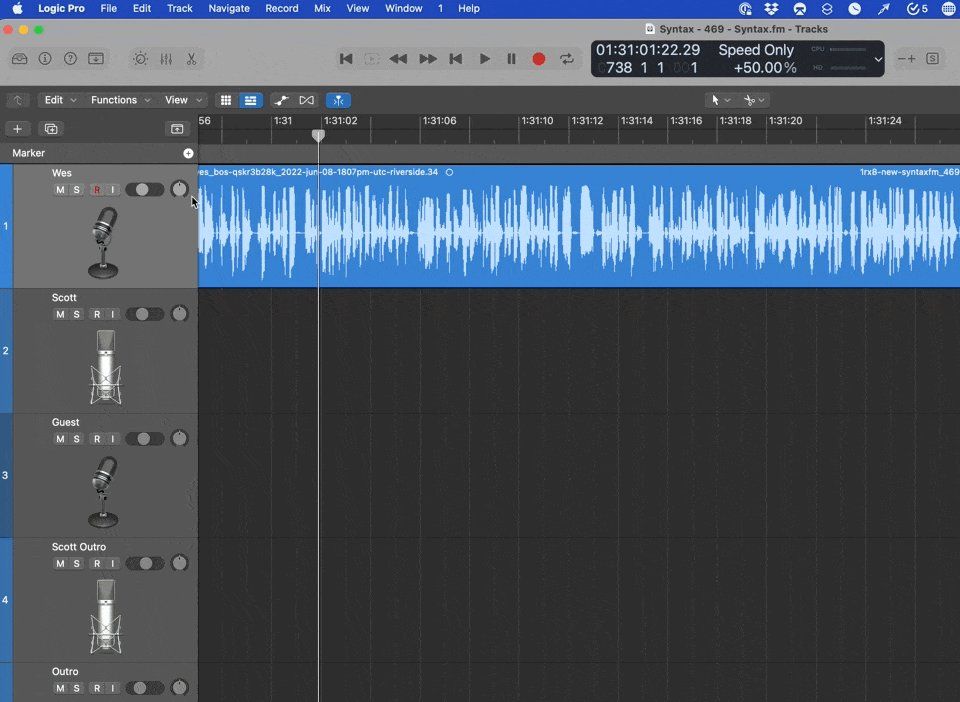 Logic Pro File Edit Track Navigate Record Mix View Window 1 Help 5
Syntax - 469 - Syntax.fm - Tracks
01:31:01:22.29 Speed Only CPU
738 1 1 001 +50.00% HD
S
Edit Functions View
56 1:31 1:31:02 1:31:06 1:31:10 1:31:12 1:31:14 1:31:16 1:31:18 1:31:20 1:31:24
Marker
Wes
es_bos-qskr3b28k_2022-jun-08-1807pm-utc-riverside.34 1rx8-new-syntaxfm_469
M S R I
1
Scott
M S R I
2
Guest
M S R I
3
Scott Outro
M S R I
4
Outro
M S R I